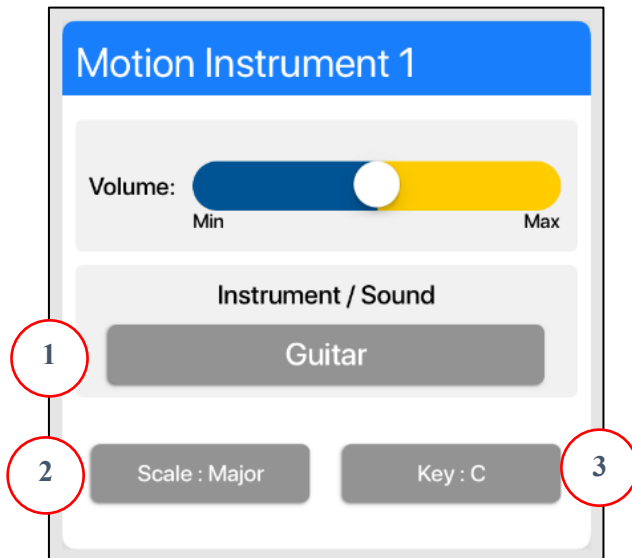 Motion Instrument 1
Volume:
Min Max
Instrument / Sound
1 Guitar
2 Scale : Major Key : C 3